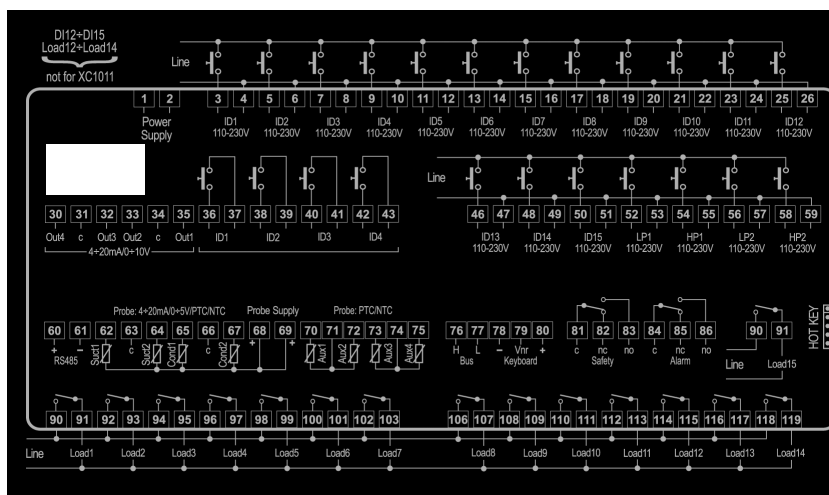 DI12÷DI15
Load12÷Load14
not for XC1011
Line
1 2 3 4 5 6 7 8 9 10 11 12 13 14 15 16 17 18 19 20 21 22 23 24 25 26
Power Supply
ID1 ID2 ID3 ID4 ID5 ID6 ID7 ID8 ID9 ID10 ID11 ID12
110-230V 110-230V 110-230V 110-230V 110-230V 110-230V 110-230V 110-230V 110-230V 110-230V 110-230V 110-230V
Line
30 31 32 33 34 35 36 37 38 39 40 41 42 43 46 47 48 49 50 51 52 53 54 55 56 57 58 59
Out4 c Out3 Out2 c Out1 ID1 ID2 ID3 ID4 ID13 ID14 ID15 LP1 HP1 LP2 HP2
4÷20mA/0÷10V 110-230V 110-230V 110-230V 110-230V 110-230V 110-230V 110-230V
Probe: 4÷20mA/0÷5V/PTC/NTC Probe Supply Probe: PTC/NTC
60 61 62 63 64 65 66 67 68 69 70 71 72 73 74 75 76 77 78 79 80 81 82 83 84 85 86 90 91
+ – Suct1 c Suct2 Cond1 c Cond2 + + Aux1 Aux2 Aux3 Aux4 H L – Vnr + c nc no c nc no
RS485 Bus Keyboard Safety Alarm Line Load15
HOT KEY
90 91 92 93 94 95 96 97 98 99 100 101 102 103 106 107 108 109 110 111 112 113 114 115 116 117 118 119
Line Load1 Load2 Load3 Load4 Load5 Load6 Load7 Load8 Load9 Load10 Load11 Load12 Load13 Load14